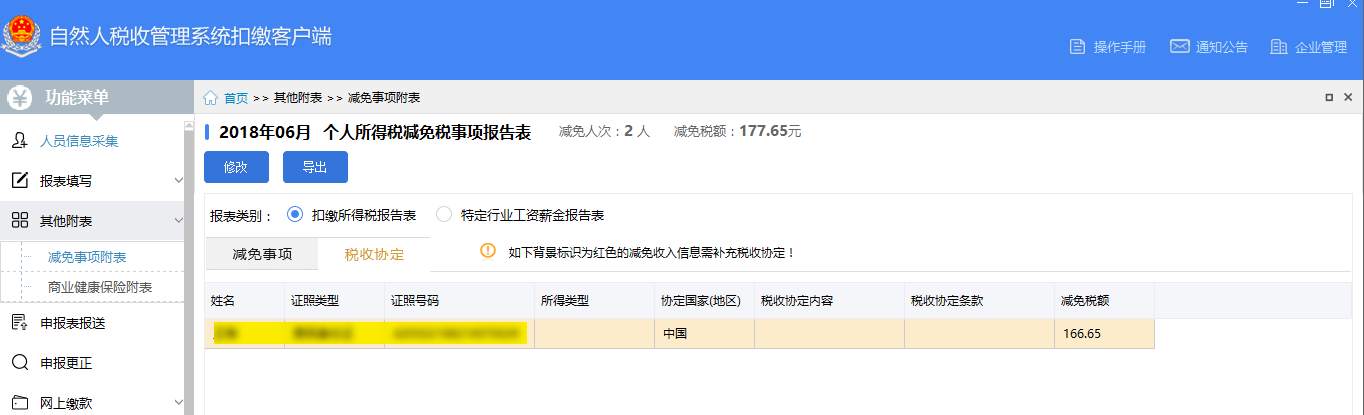 自然人税收管理系统扣缴客户端
操作手册 通知公告 企业管理
功能菜单
首页 >> 其他附表 >> 减免事项附表
人员信息采集
报表填写
其他附表
减免事项附表
商业健康保险附表
申报表报送
申报更正
网上缴款
2018年06月 个人所得税减免税事项报告表 减免人次：2 人 减免税额：177.65元
修改 导出
报表类别： 扣缴所得税报告表 特定行业工资薪金报告表
减免事项 税收协定 如下背景标识为红色的减免收入信息需补充税收协定！
姓名 证照类型 证照号码 所得类型 协定国家(地区) 税收协定内容 税收协定条款 减免税额
中国 166.65